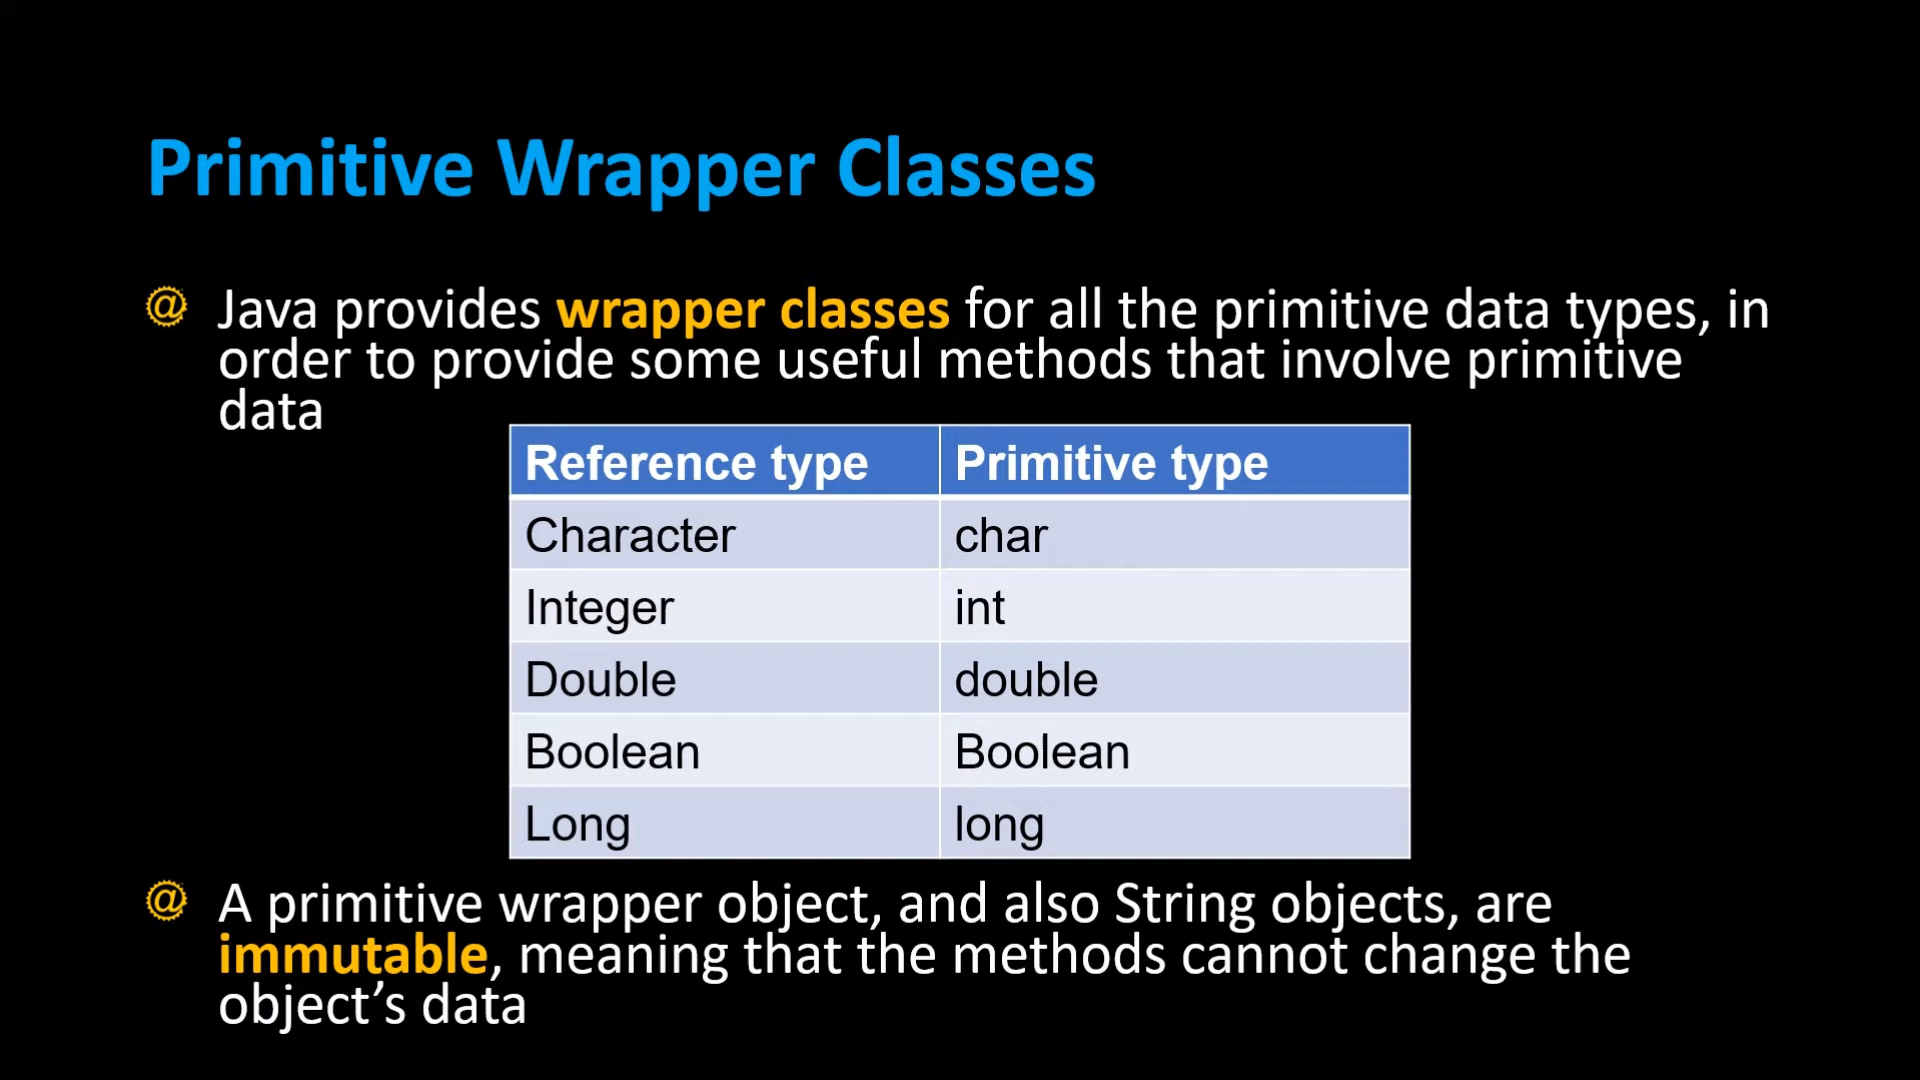 Primitive Wrapper Classes
@ Java provides wrapper classes for all the primitive data types, in
order to provide some useful methods that involve primitive
data
Reference type Primitive type
Character char
Integer int
Double double
Boolean Boolean
Long long
@ A primitive wrapper object, and also String objects, are
immutable, meaning that the methods cannot change the
object’s data